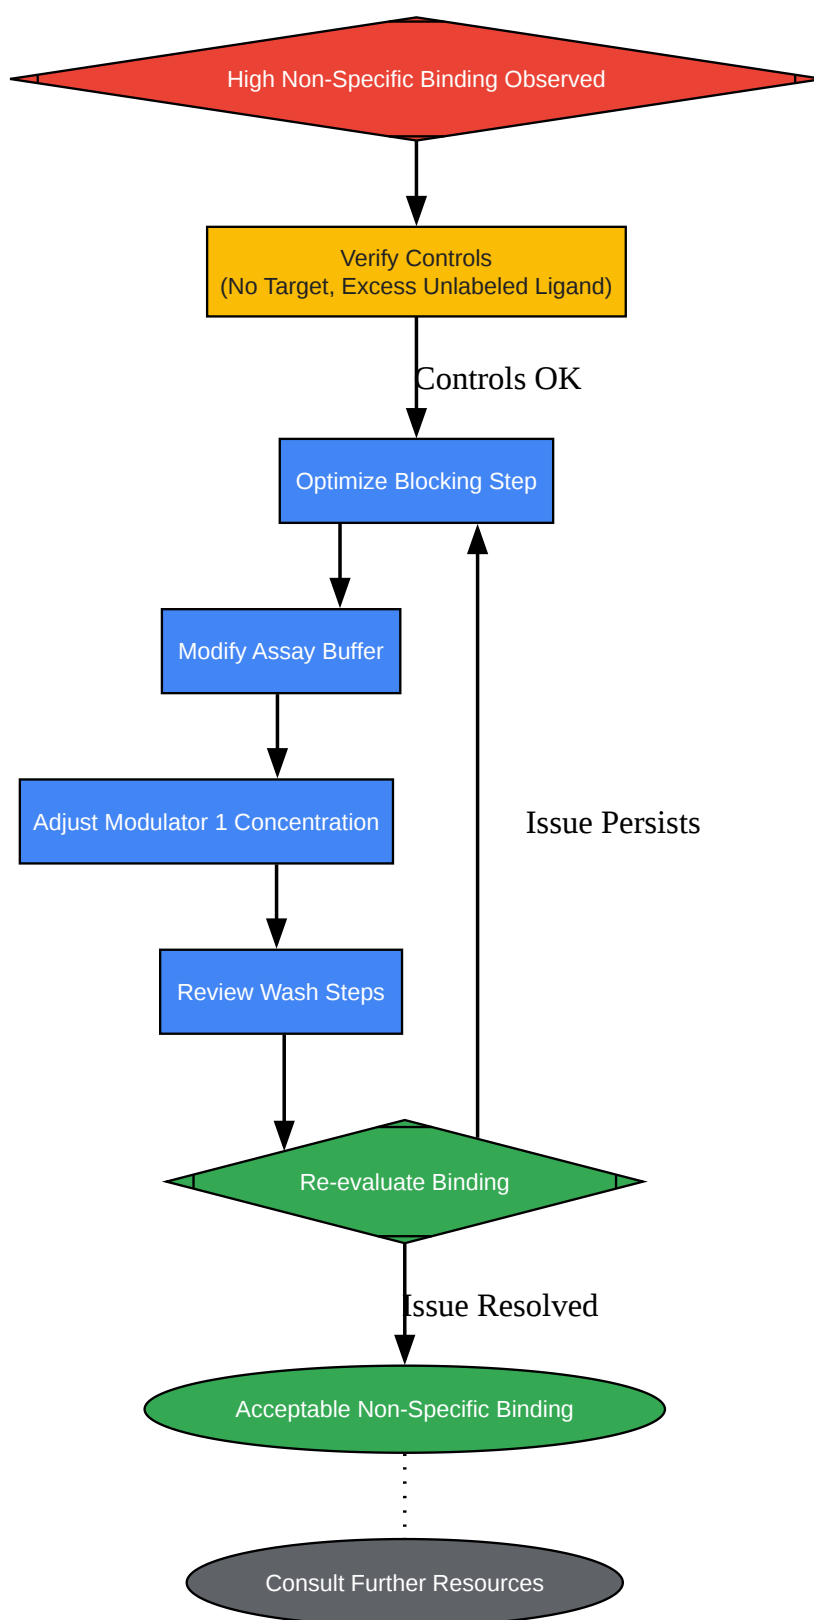 High Non-Specific Binding Observed
Verify Controls
(No Target, Excess Unlabeled Ligand)
Controls OK
Optimize Blocking Step
Modify Assay Buffer
Adjust Modulator 1 Concentration
Issue Persists
Review Wash Steps
Re-evaluate Binding
Issue Resolved
Acceptable Non-Specific Binding
Consult Further Resources